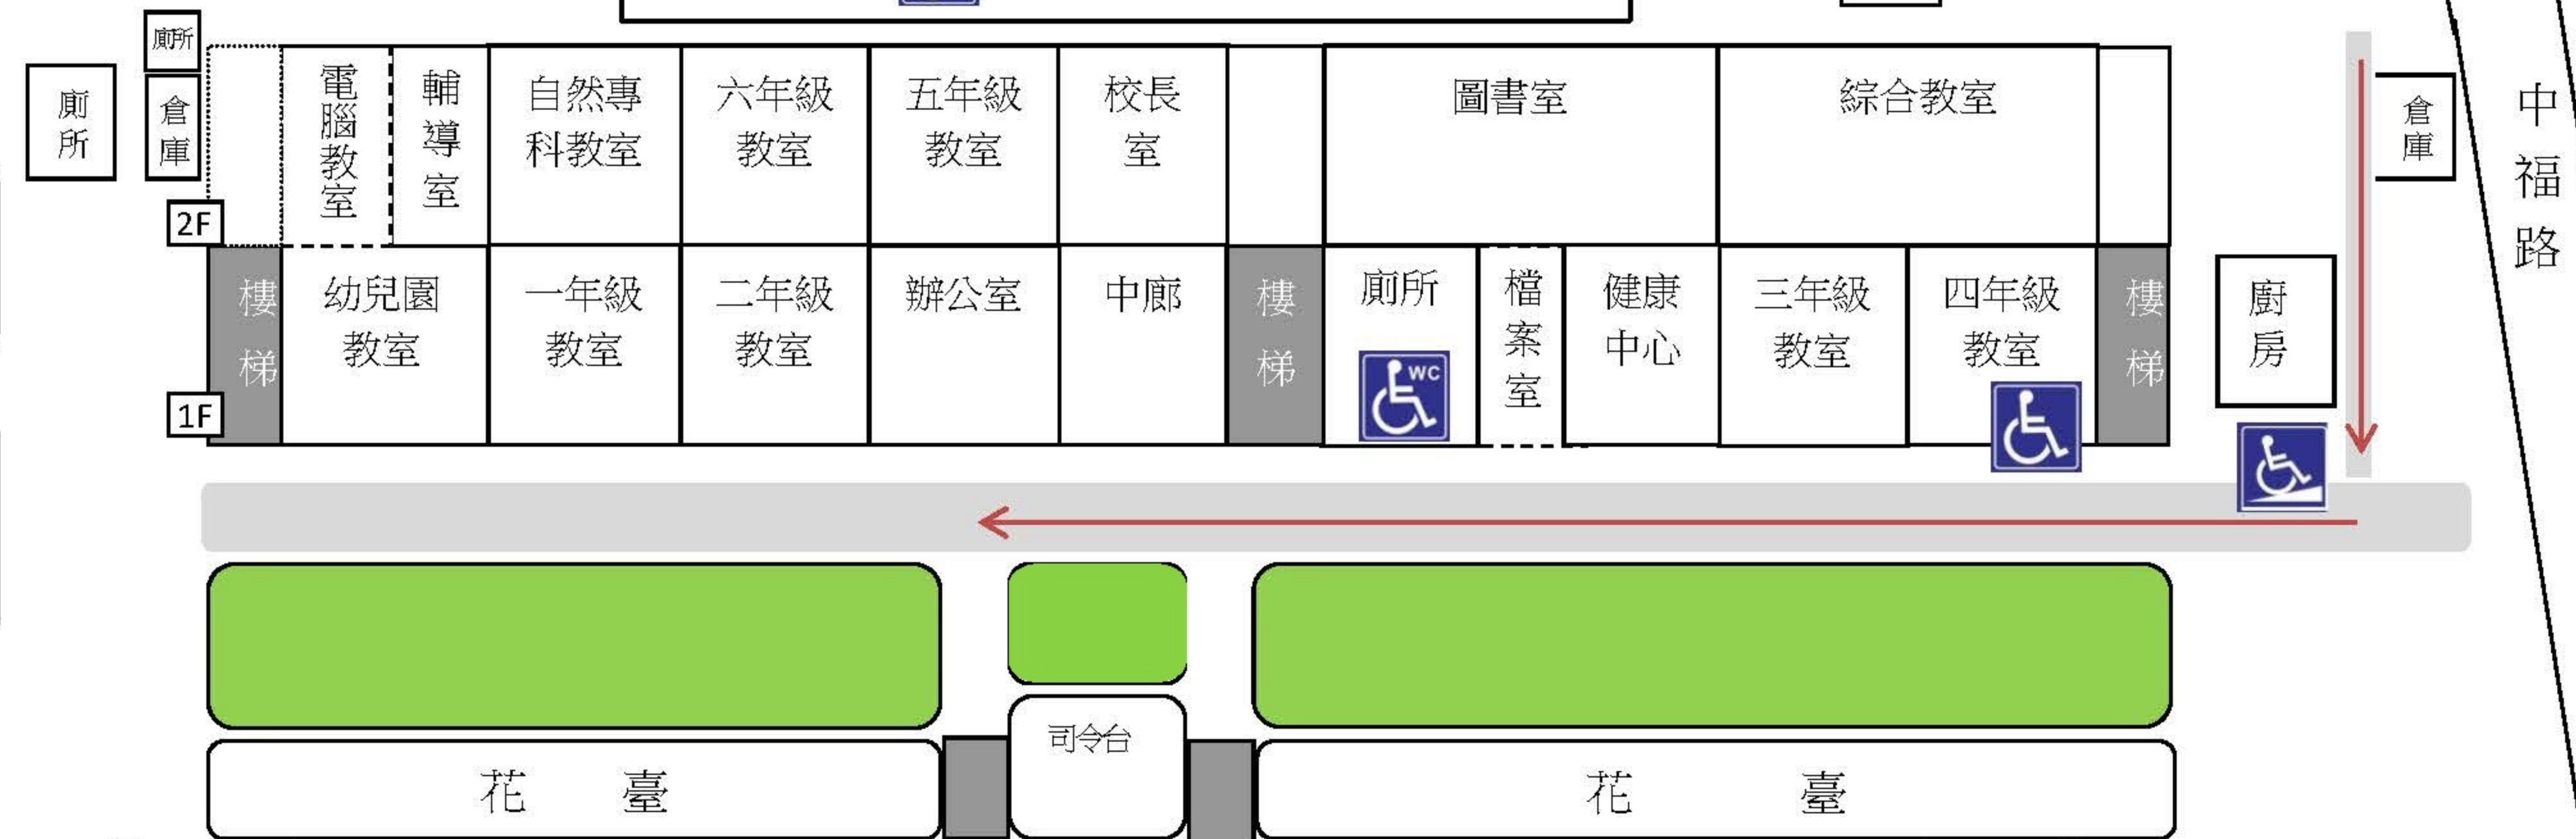 廁所
廁所
倉庫
電腦教室
輔導室
自然專
科教室
六年級
教室
五年級
教室
校長
室
圖書室
綜合教室
倉庫
中福路
2F
樓梯
幼兒園
教室
一年級
教室
二年級
教室
辦公室
中廊
樓梯
廁所
WC
檔案室
健康
中心
三年級
教室
四年級
教室
樓梯
廚房
1F
司令台
花臺
花臺